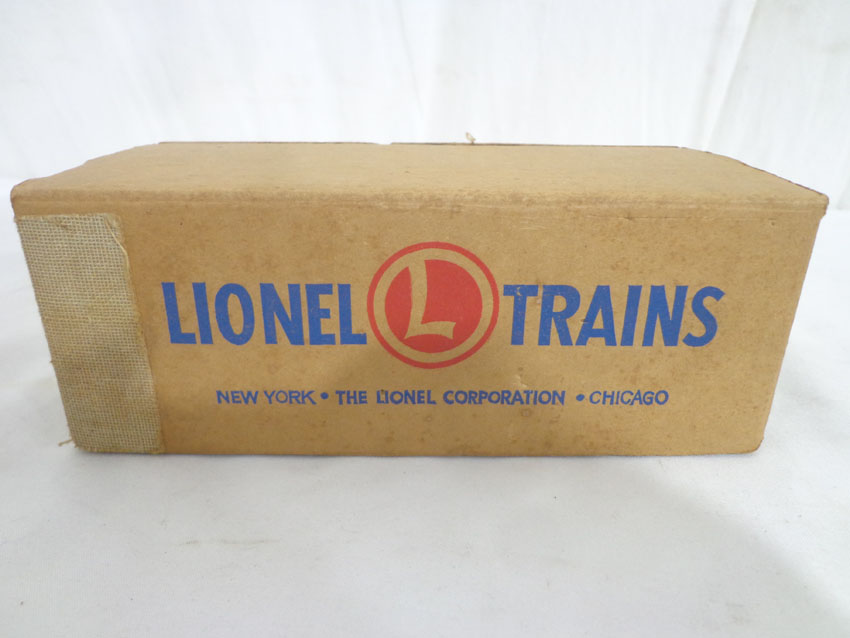 LIONEL L TRAINS
NEW YORK • THE LIONEL CORPORATION • CHICAGO